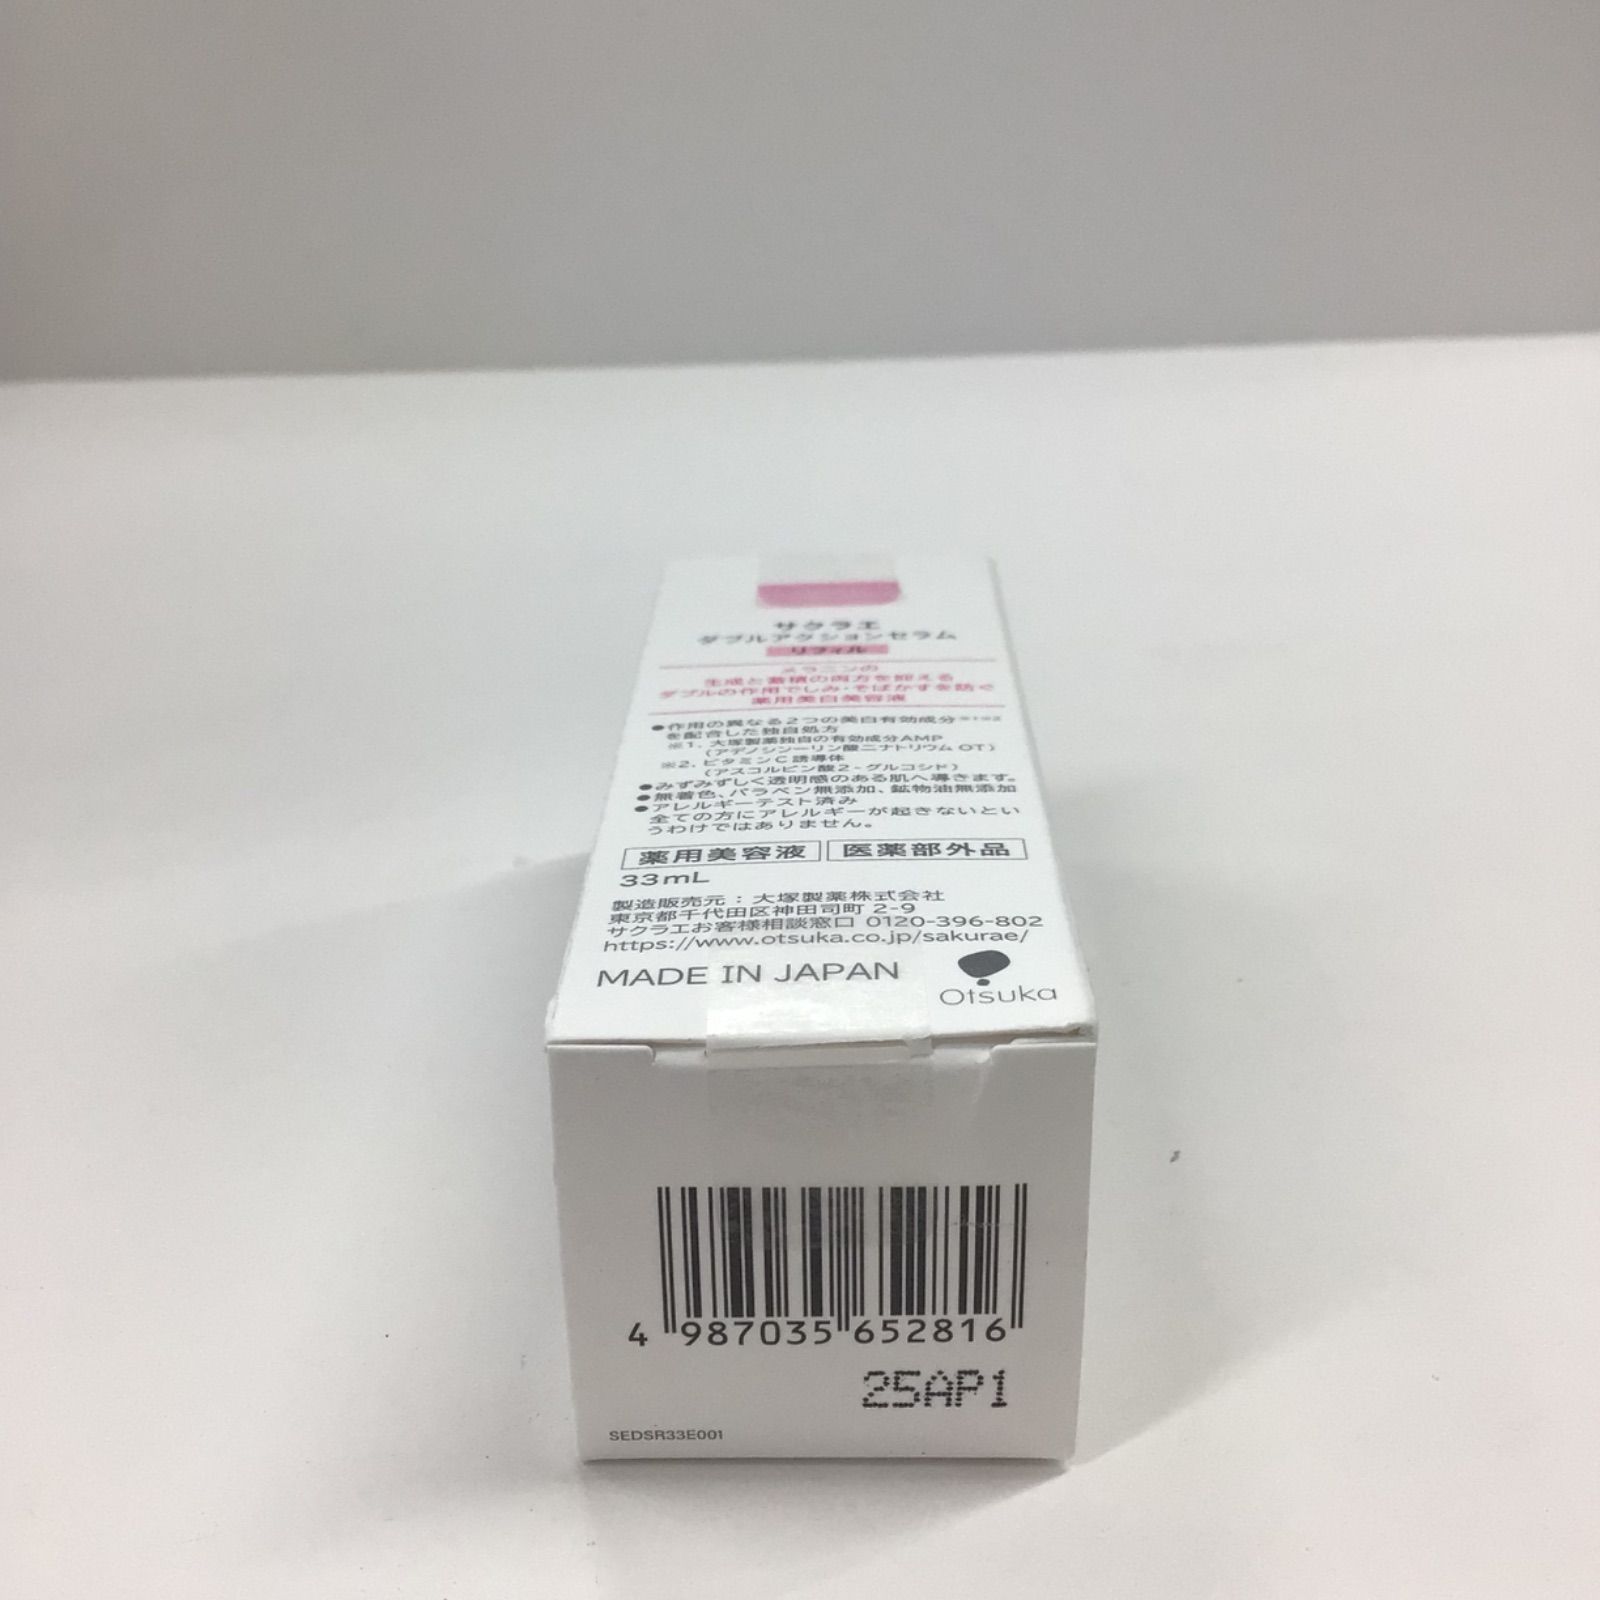 サクラエ
ダブルアクションセラム
リフィル
メラニンの
生成と蓄積の両方を抑える
ダブルの作用でしみ・そばかすを防ぐ
薬用美白美容液
●作用の異なる2つの美白有効成分※1※2
を配合した独自処方
※1. 大塚製薬独自の有効成分AMP
(アデノシン一リン酸二ナトリウム OT)
※2. ビタミンC誘導体
(アスコルビン酸2-グルコシド)
●みずみずしく透明感のある肌へ導きます。
●無着色、パラベン無添加、鉱物油無添加
●アレルギーテスト済み
全ての方にアレルギーが起きないとい
うわけではありません。
薬用美容液 医薬部外品
33mL
製造販売元：大塚製薬株式会社
東京都千代田区神田司町 2-9
サクラエお客様相談窓口 0120-396-802
https://www.otsuka.co.jp/sakurae/
MADE IN JAPAN
Otsuka
4 987035 652816
25AP1
SEDSR33E001